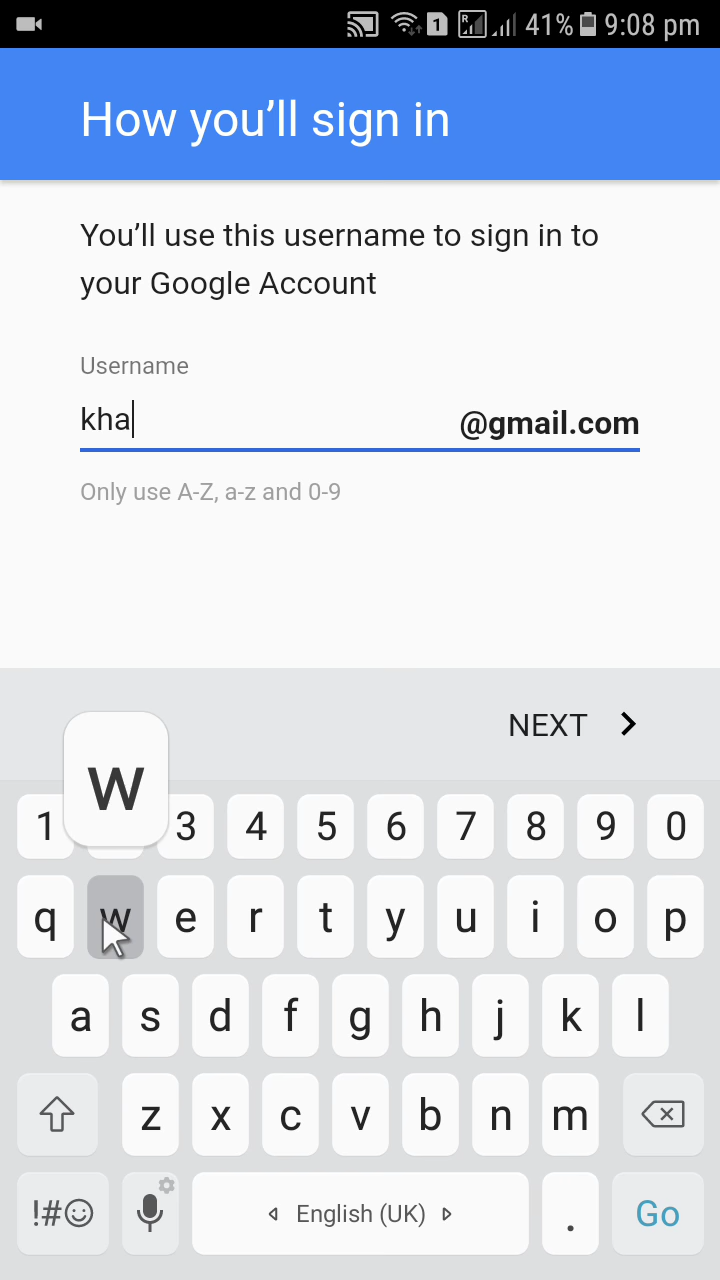 1 R 41% 9:08 pm
How you’ll sign in
You’ll use this username to sign in to
your Google Account
Username
kha @gmail.com
Only use A-Z, a-z and 0-9
NEXT
w
1 3 4 5 6 7 8 9 0
q w e r t y u i o p
a s d f g h j k l
z x c v b n m
!# English (UK) . Go